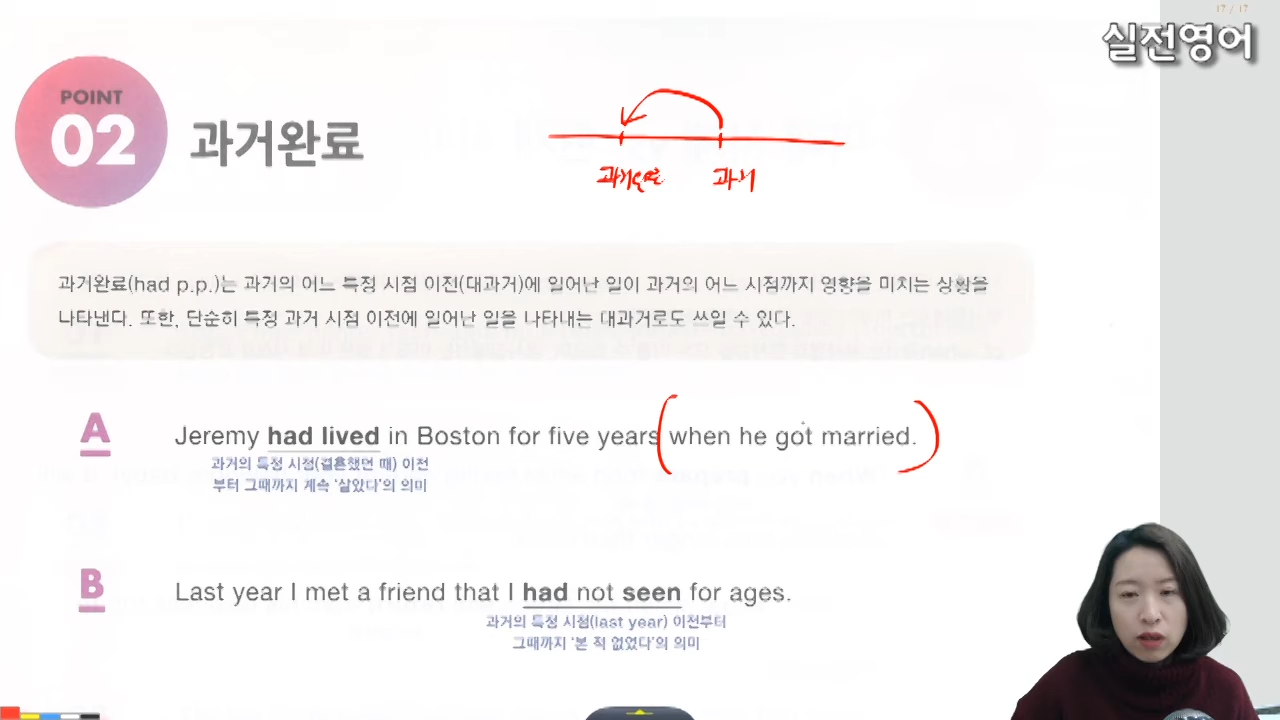 17 / 17
실전영어
POINT
02
과거완료
과거완료 과거
과거완료(had p.p.)는 과거의 어느 특정 시점 이전(대과거)에 일어난 일이 과거의 어느 시점까지 영향을 미치는 상황을
나타낸다. 또한, 단순히 특정 과거 시점 이전에 일어난 일을 나타내는 대과거로도 쓰일 수 있다.
A Jeremy had lived in Boston for five years when he got married.
과거의 특정 시점(결혼했던 때) 이전
부터 그때까지 계속 '살았다'의 의미
B Last year I met a friend that I had not seen for ages.
과거의 특정 시점(last year) 이전부터
그때까지 '본 적 없었다'의 의미